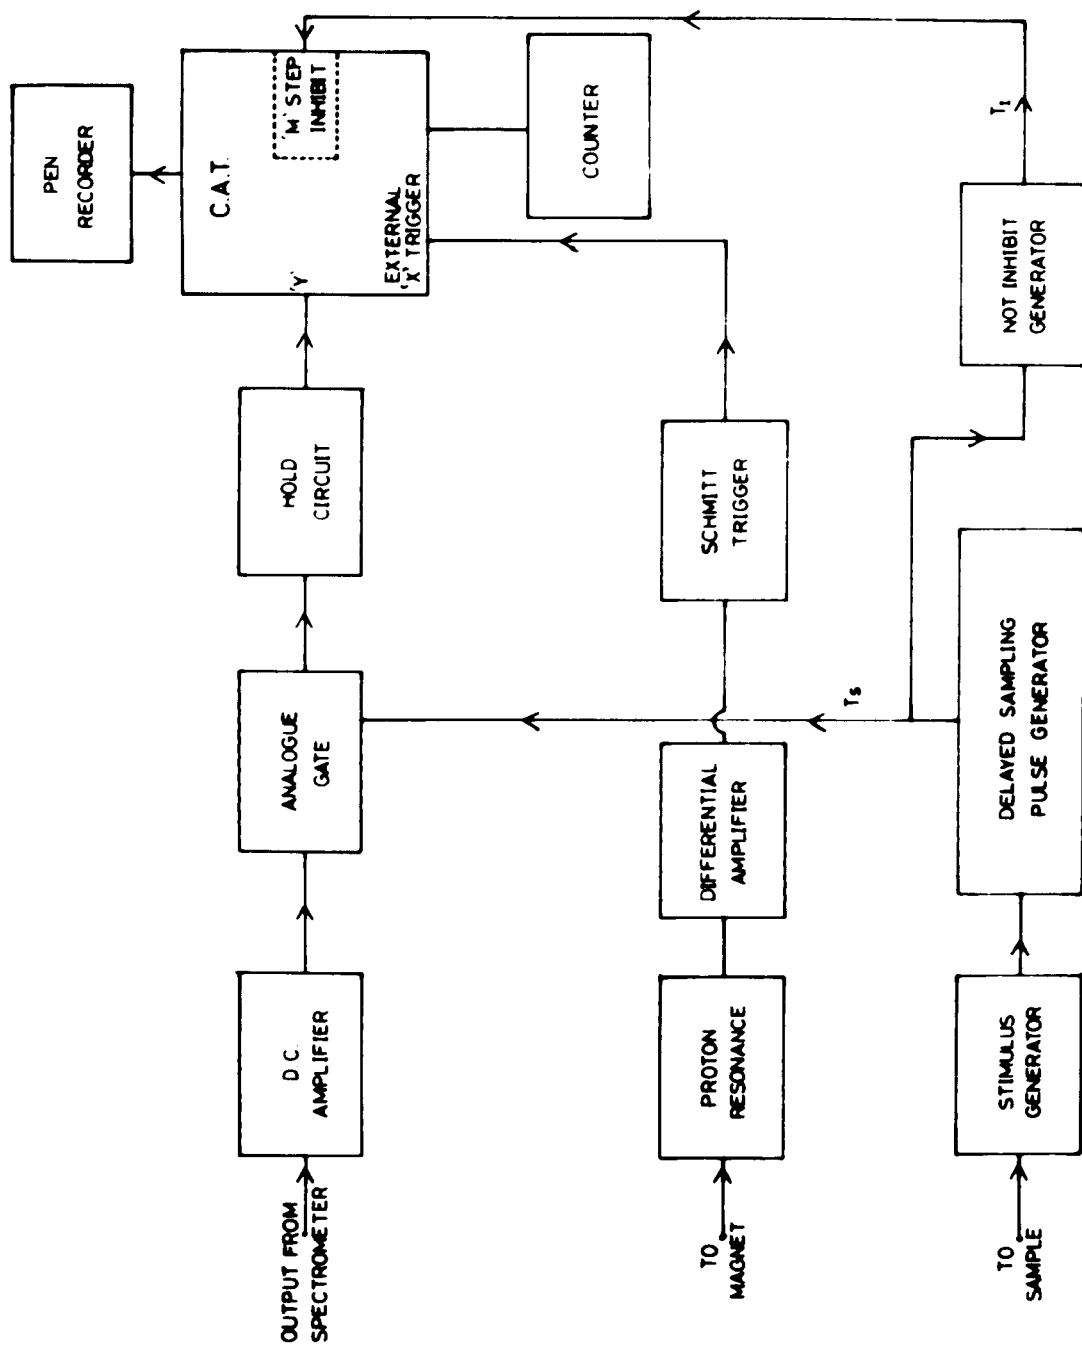 PEN
RECORDER
C.A.T.
'M' STEP
INHIBIT
'Y'
EXTERNAL
'X' TRIGGER
COUNTER
OUTPUT FROM
SPECTROMETER
D.C.
AMPLIFIER
ANALOGUE
GATE
HOLD
CIRCUIT
TO
MAGNET
PROTON
RESONANCE
DIFFERENTIAL
AMPLIFIER
SCHMITT
TRIGGER
TO
SAMPLE
STIMULUS
GENERATOR
DELAYED SAMPLING
PULSE GENERATOR
Ts
NOT INHIBIT
GENERATOR
T1